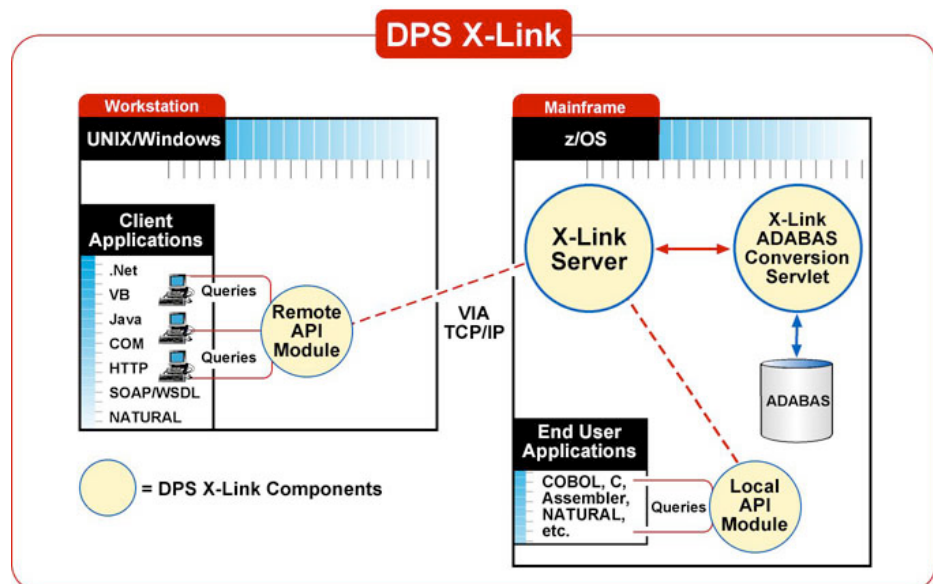 DPS X-Link
Workstation
UNIX/Windows
Client
Applications
.Net
VB
Java
COM
HTTP
SOAP/WSDL
NATURAL
Queries
Queries
Remote
API
Module
VIA
TCP/IP
Mainframe
z/OS
X-Link
Server
X-Link
ADABAS
Conversion
Servlet
ADABAS
End User
Applications
COBOL, C,
Assembler,
NATURAL,
etc.
Queries
Local
API
Module
= DPS X-Link Components